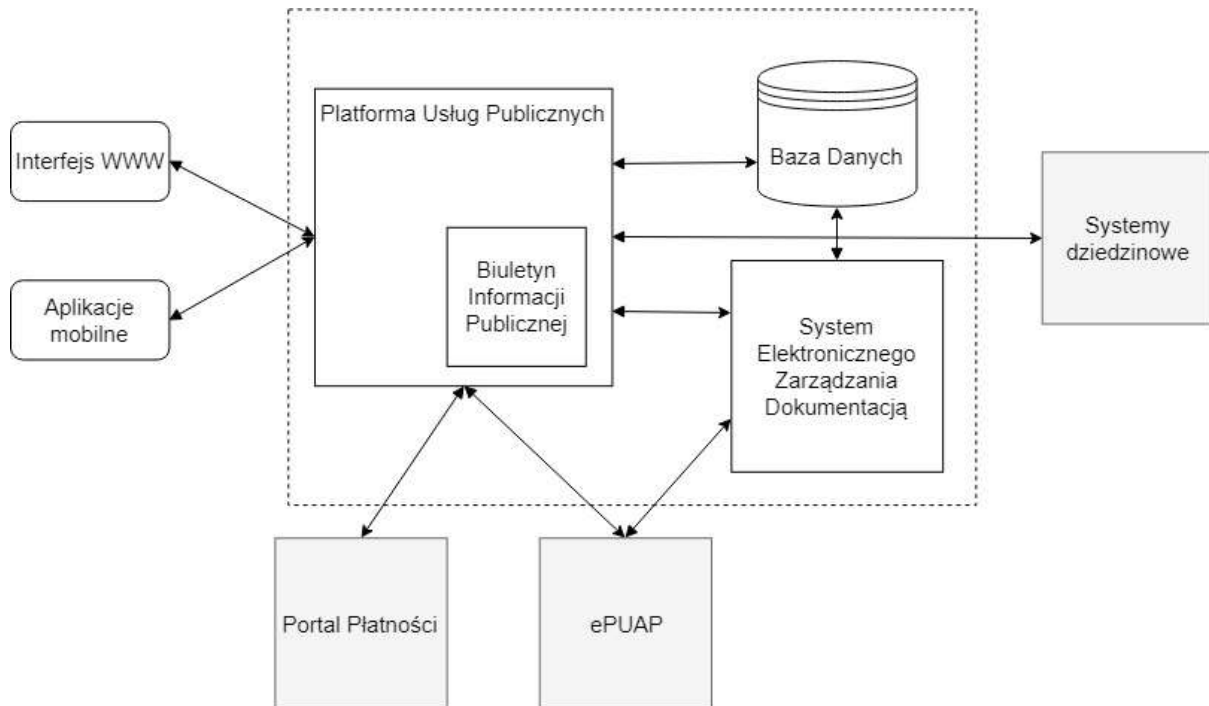 Platforma Usług Publicznych
Interfejs WWW
Baza Danych
Systemy
dziedzinowe
Biuletyn
Informacji
Publicznej
Aplikacje
mobilne
System
Elektronicznego
Zarządzania
Dokumentacją
Portal Płatności
ePUAP